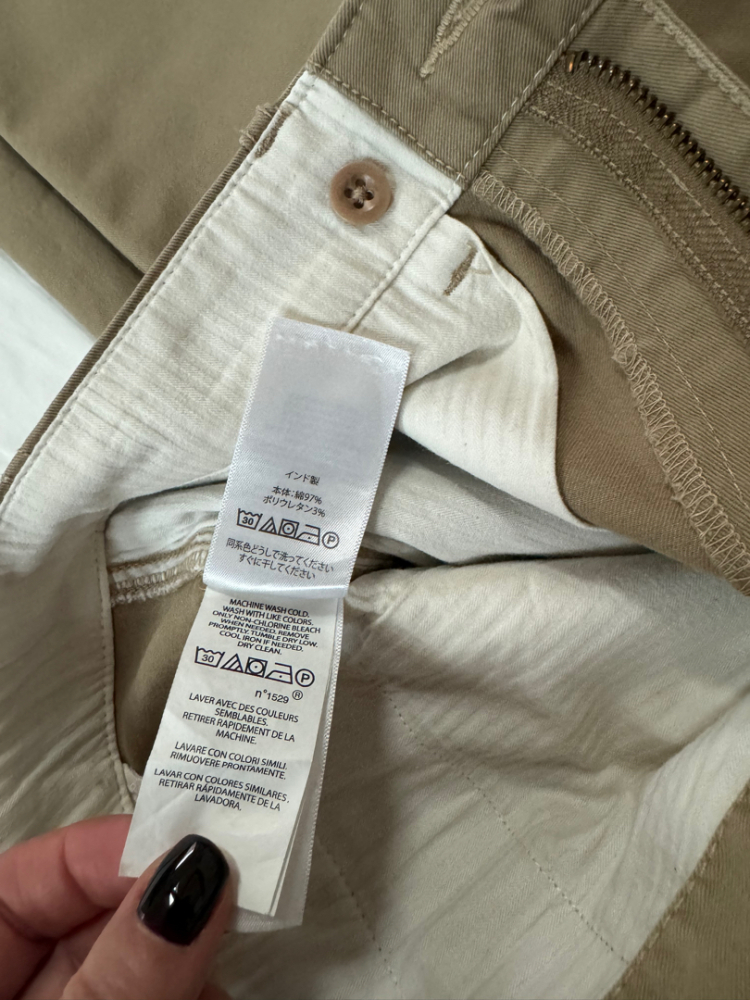 インド製
本体:綿97%
ポリウレタン3%
30 P
同系色どうしで洗ってください
すぐに干してください
MACHINE WASH COLD.
WASH WITH LIKE COLORS.
ONLY NON-CHLORINE BLEACH
WHEN NEEDED. REMOVE
PROMPTLY. TUMBLE DRY LOW.
COOL IRON IF NEEDED.
DRY CLEAN.
30 P
n°1529 ®
LAVER AVEC DES COULEURS
SEMBLABLES.
RETIRER RAPIDEMENT DE LA
MACHINE.
LAVARE CON COLORI SIMILI.
RIMUOVERE PRONTAMENTE.
LAVAR CON COLORES SIMILARES.
RETIRAR RÁPIDAMENTE DE LA
LAVADORA.